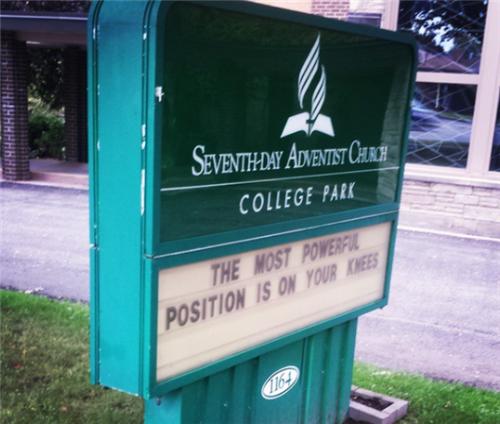 SEVENTH-DAY ADVENTIST CHURCH
COLLEGE PARK
THE MOST POWERFUL
POSITION IS ON YOUR KNEES
1164